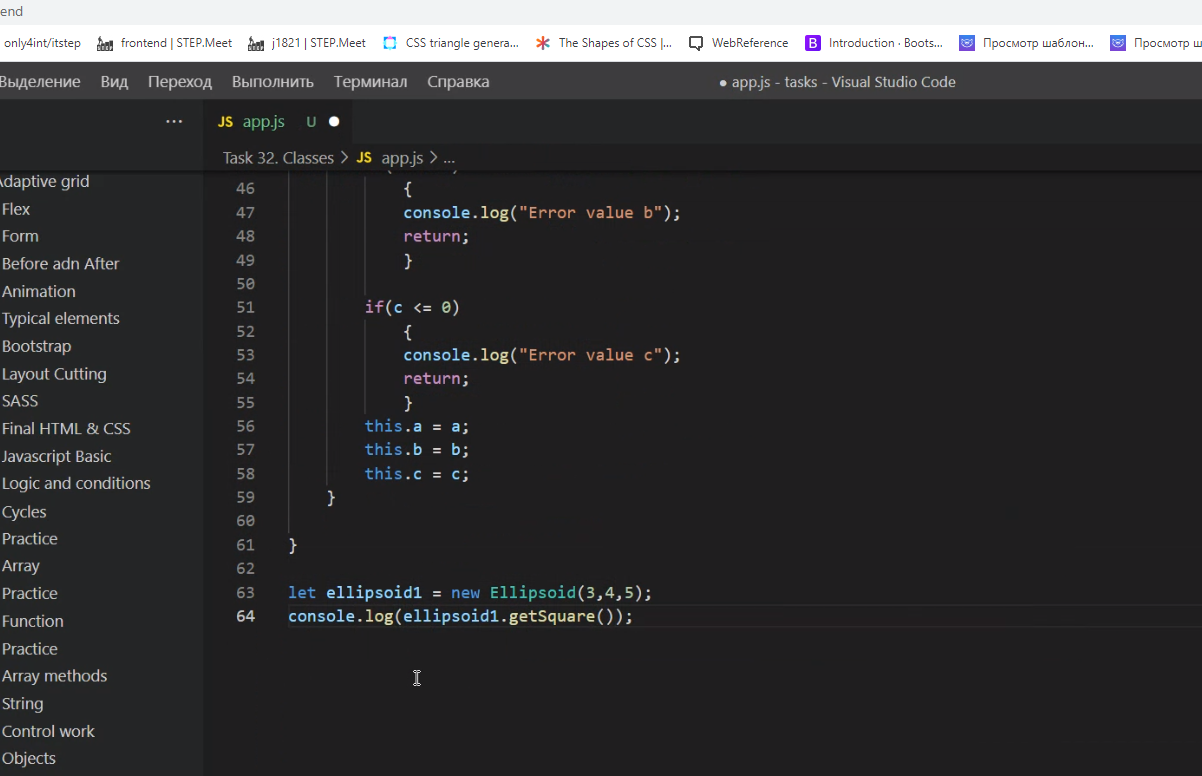 end
only4int/itstep frontend | STEP.Meet j1821 | STEP.Meet CSS triangle genera... The Shapes of CSS |... WebReference B Introduction · Boots... Просмотр шаблон... Просмотр ш
Выделение Вид Переход Выполнить Терминал Справка ● app.js - tasks - Visual Studio Code
... JS app.js U ●
Task 32. Classes > JS app.js > ...
Adaptive grid
Flex
Form
Before adn After
Animation
Typical elements
Bootstrap
Layout Cutting
SASS
Final HTML & CSS
Javascript Basic
Logic and conditions
Cycles
Practice
Array
Practice
Function
Practice
Array methods
String
Control work
Objects
46 {
47 console.log("Error value b");
48 return;
49 }
50
51 if(c <= 0)
52 {
53 console.log("Error value c");
54 return;
55 }
56 this.a = a;
57 this.b = b;
58 this.c = c;
59 }
60
61 }
62
63 let ellipsoid1 = new Ellipsoid(3,4,5);
64 console.log(ellipsoid1.getSquare());